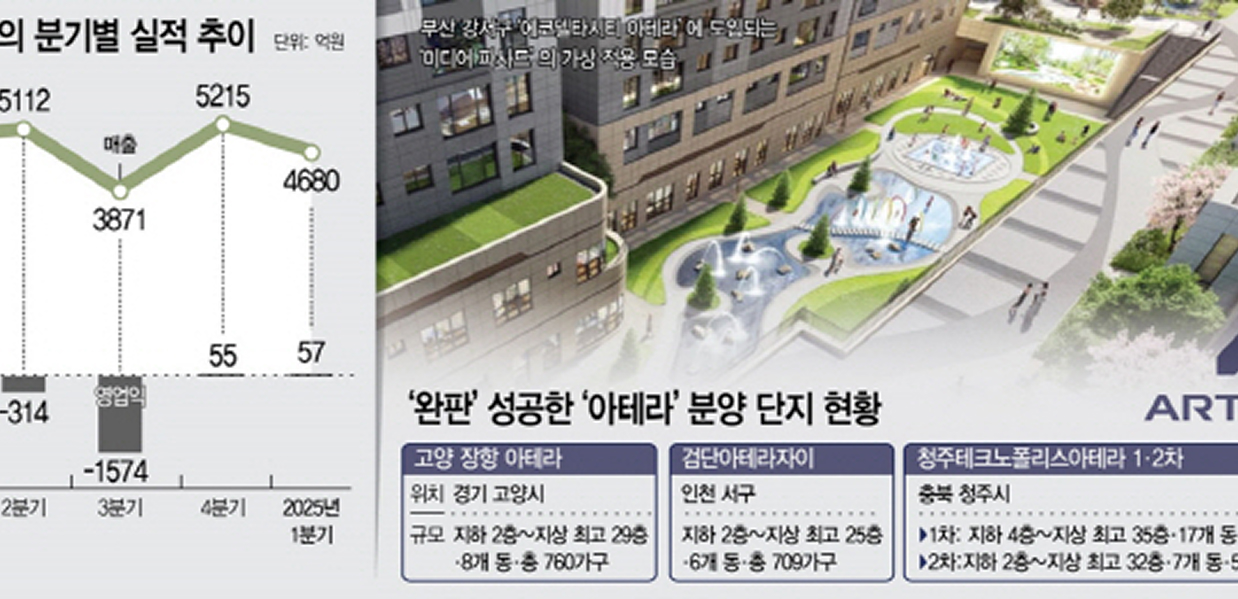 의 분기별 실적 추이 단위: 억원
5112
매출
3871
5215
4680
-314
영업익
-1574
55
57
2분기 3분기 4분기 2025년
1분기
부산 강서구 ‘에코델타시티 아테라’에 도입되는
‘미디어 파사드’의 가상 적용 모습
‘완판’ 성공한 ‘아테라’ 분양 단지 현황
ART
고양 장항 아테라
위치 경기 고양시
규모 지하 2층~지상 최고 29층
·8개 동·총 760가구
검단아테라자이
인천 서구
지하 2층~지상 최고 25층
·6개 동·총 709가구
청주테크노폴리스아테라 1·2차
충북 청주시
▶1차: 지하 4층~지상 최고 35층·17개 동
▶2차:지하 2층~지상 최고 32층·7개 동·5